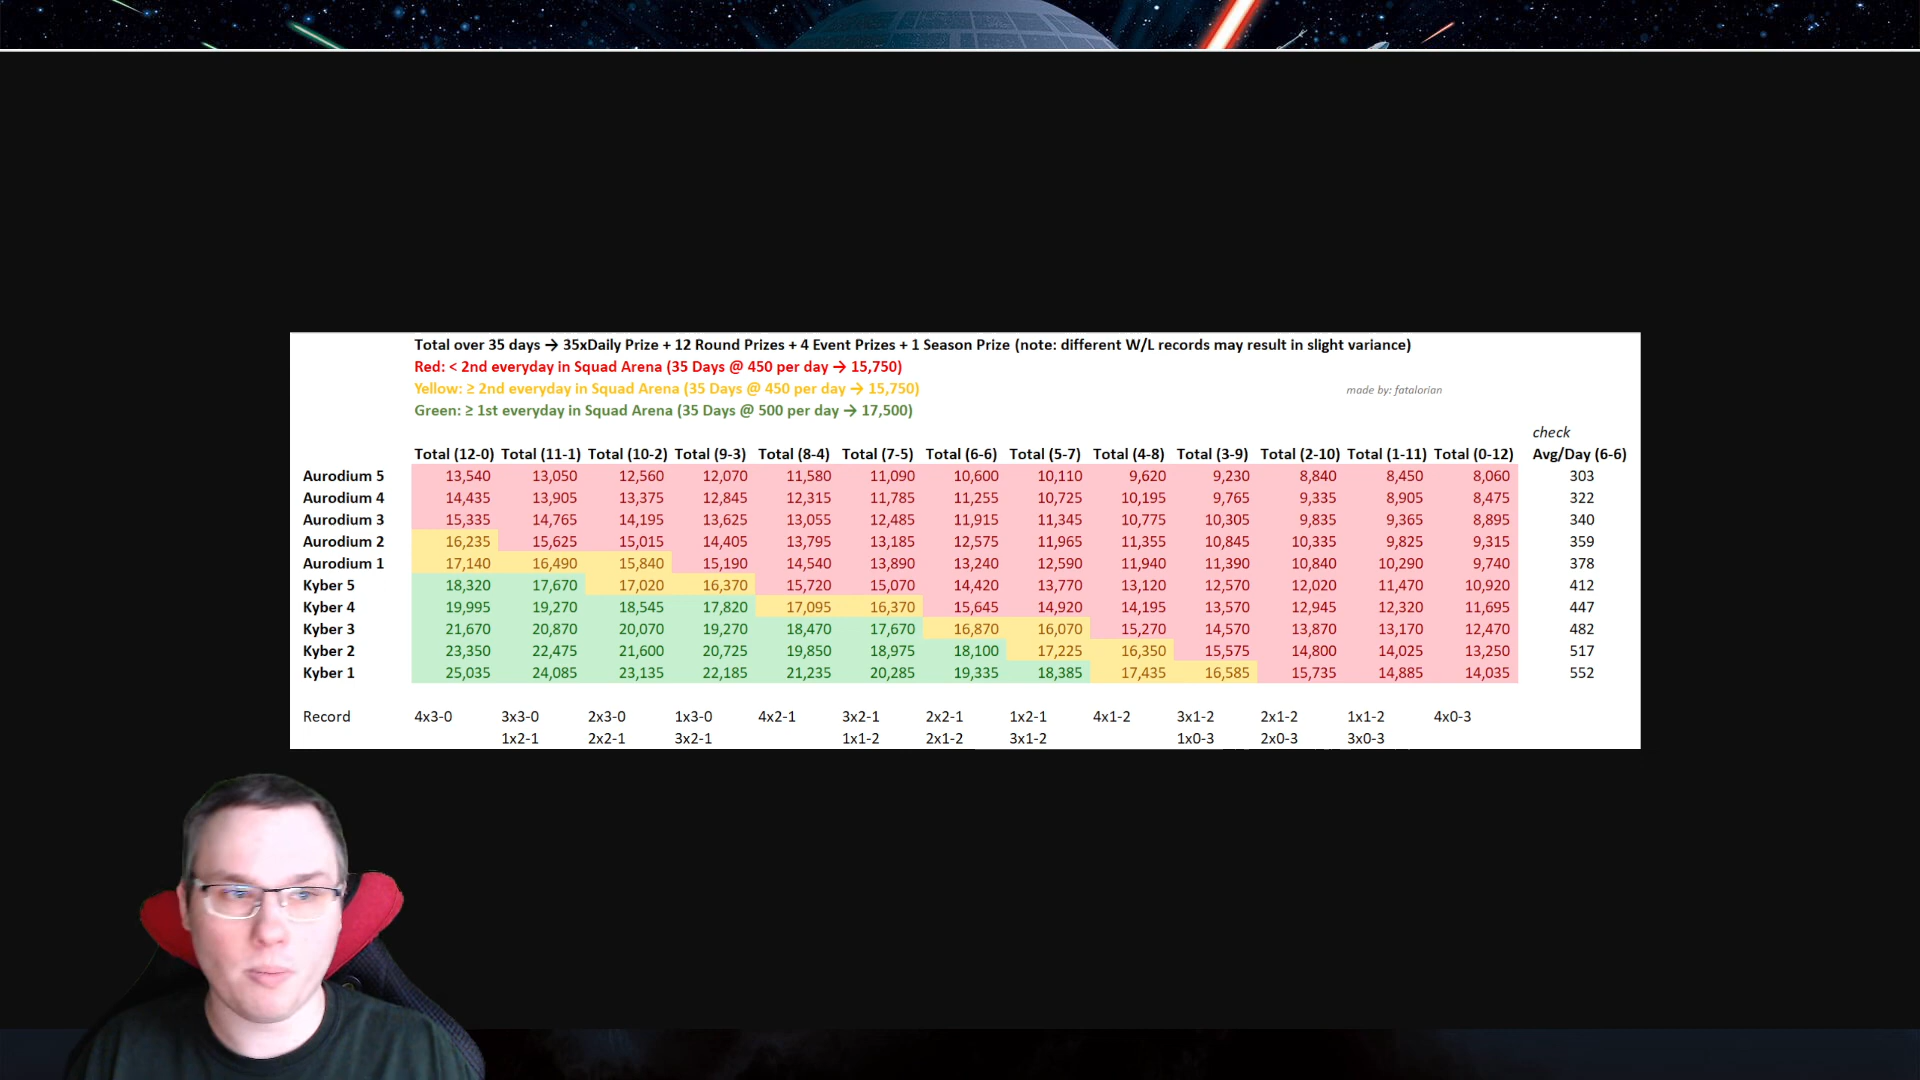 Total over 35 days → 35xDaily Prize + 12 Round Prizes + 4 Event Prizes + 1 Season Prize (note: different W/L records may result in slight variance)
Red: < 2nd everyday in Squad Arena (35 Days @ 450 per day → 15,750)
Yellow: ≥ 2nd everyday in Squad Arena (35 Days @ 450 per day → 15,750)
made by: fatalorian
Green: ≥ 1st everyday in Squad Arena (35 Days @ 500 per day → 17,500)
check
Total (12-0) Total (11-1) Total (10-2) Total (9-3) Total (8-4) Total (7-5) Total (6-6) Total (5-7) Total (4-8) Total (3-9) Total (2-10) Total (1-11) Total (0-12) Avg/Day (6-6)
Aurodium 5 13,540 13,050 12,560 12,070 11,580 11,090 10,600 10,110 9,620 9,230 8,840 8,450 8,060 303
Aurodium 4 14,435 13,905 13,375 12,845 12,315 11,785 11,255 10,725 10,195 9,765 9,335 8,905 8,475 322
Aurodium 3 15,335 14,765 14,195 13,625 13,055 12,485 11,915 11,345 10,775 10,305 9,835 9,365 8,895 340
Aurodium 2 16,235 15,625 15,015 14,405 13,795 13,185 12,575 11,965 11,355 10,845 10,335 9,825 9,315 359
Aurodium 1 17,140 16,490 15,840 15,190 14,540 13,890 13,240 12,590 11,940 11,390 10,840 10,290 9,740 378
Kyber 5 18,320 17,670 17,020 16,370 15,720 15,070 14,420 13,770 13,120 12,570 12,020 11,470 10,920 412
Kyber 4 19,995 19,270 18,545 17,820 17,095 16,370 15,645 14,920 14,195 13,570 12,945 12,320 11,695 447
Kyber 3 21,670 20,870 20,070 19,270 18,470 17,670 16,870 16,070 15,270 14,570 13,870 13,170 12,470 482
Kyber 2 23,350 22,475 21,600 20,725 19,850 18,975 18,100 17,225 16,350 15,575 14,800 14,025 13,250 517
Kyber 1 25,035 24,085 23,135 22,185 21,235 20,285 19,335 18,385 17,435 16,585 15,735 14,885 14,035 552
Record 4x3-0 3x3-0 2x3-0 1x3-0 4x2-1 3x2-1 2x2-1 1x2-1 4x1-2 3x1-2 2x1-2 1x1-2 4x0-3
1x2-1 2x2-1 3x2-1 1x1-2 2x1-2 3x1-2 1x0-3 2x0-3 3x0-3